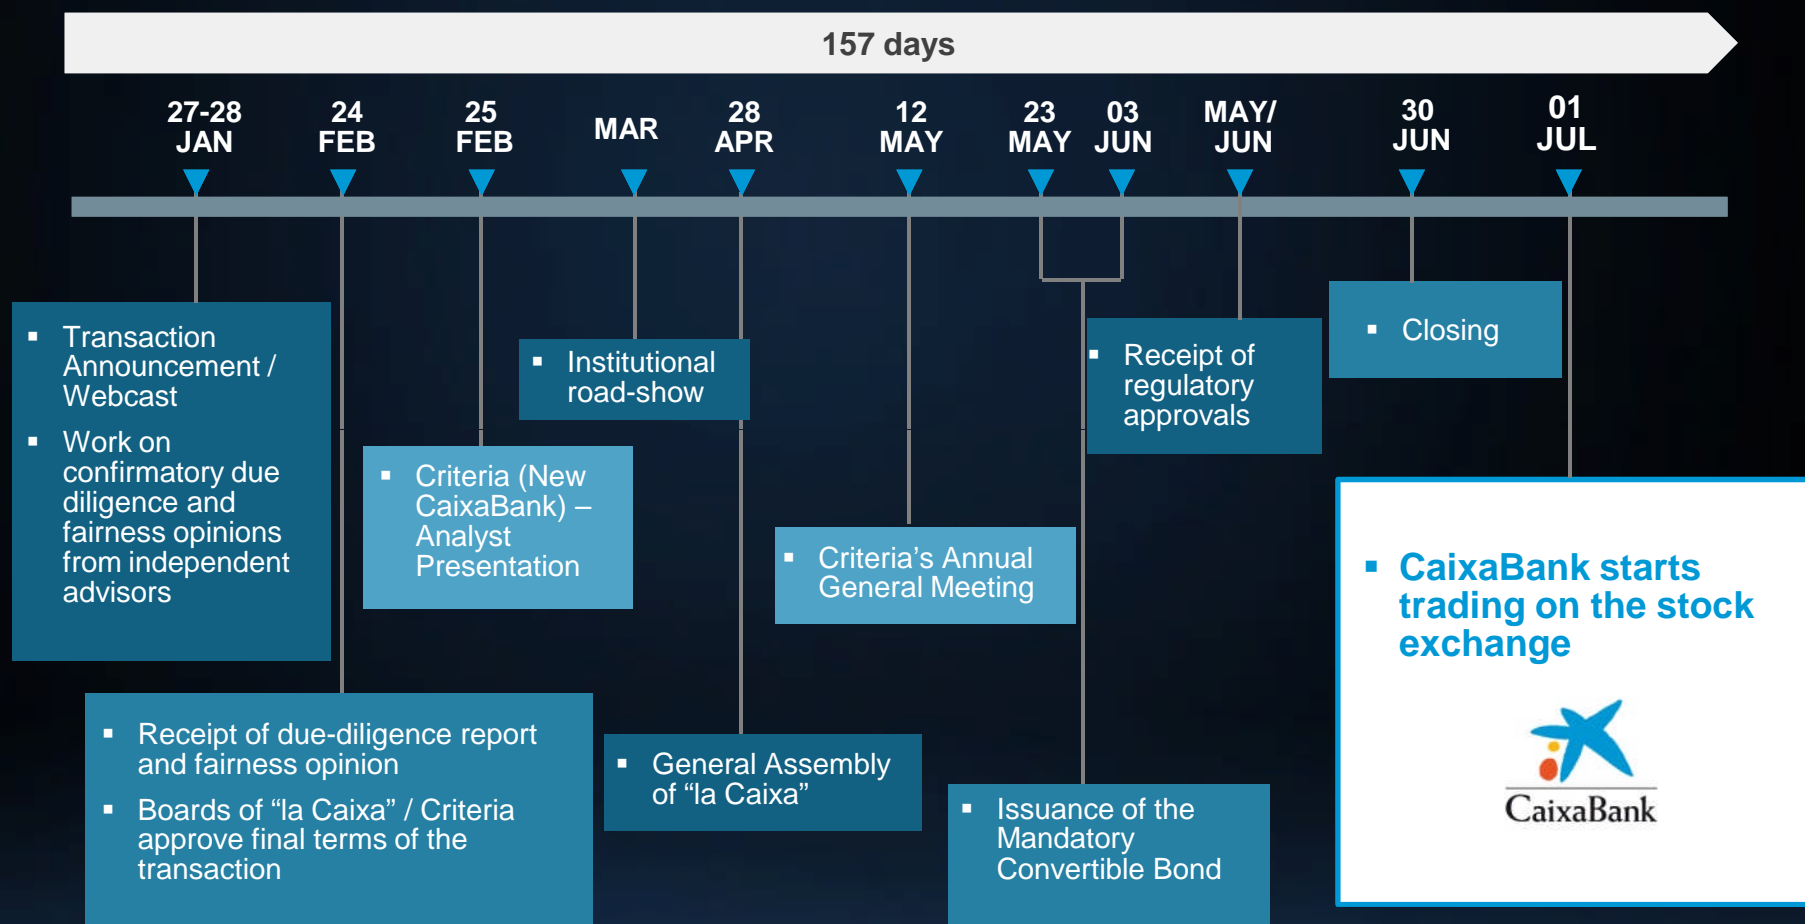 157 days
27-28
JAN
24
FEB
25
FEB
MAR
28
APR
12
MAY
23
MAY
03
JUN
MAY/
JUN
30
JUN
01
JUL
▪ Transaction
Announcement /
Webcast
▪ Work on
confirmatory due
diligence and
fairness opinions
from independent
advisors
▪ Receipt of due-diligence report
and fairness opinion
▪ Boards of “la Caixa” / Criteria
approve final terms of the
transaction
▪ Criteria (New
CaixaBank) –
Analyst
Presentation
▪ Institutional
road-show
▪ General Assembly
of “la Caixa”
▪ Criteria’s Annual
General Meeting
▪ Issuance of the
Mandatory
Convertible Bond
▪ Receipt of
regulatory
approvals
▪ Closing
▪ CaixaBank starts
trading on the stock
exchange
CaixaBank